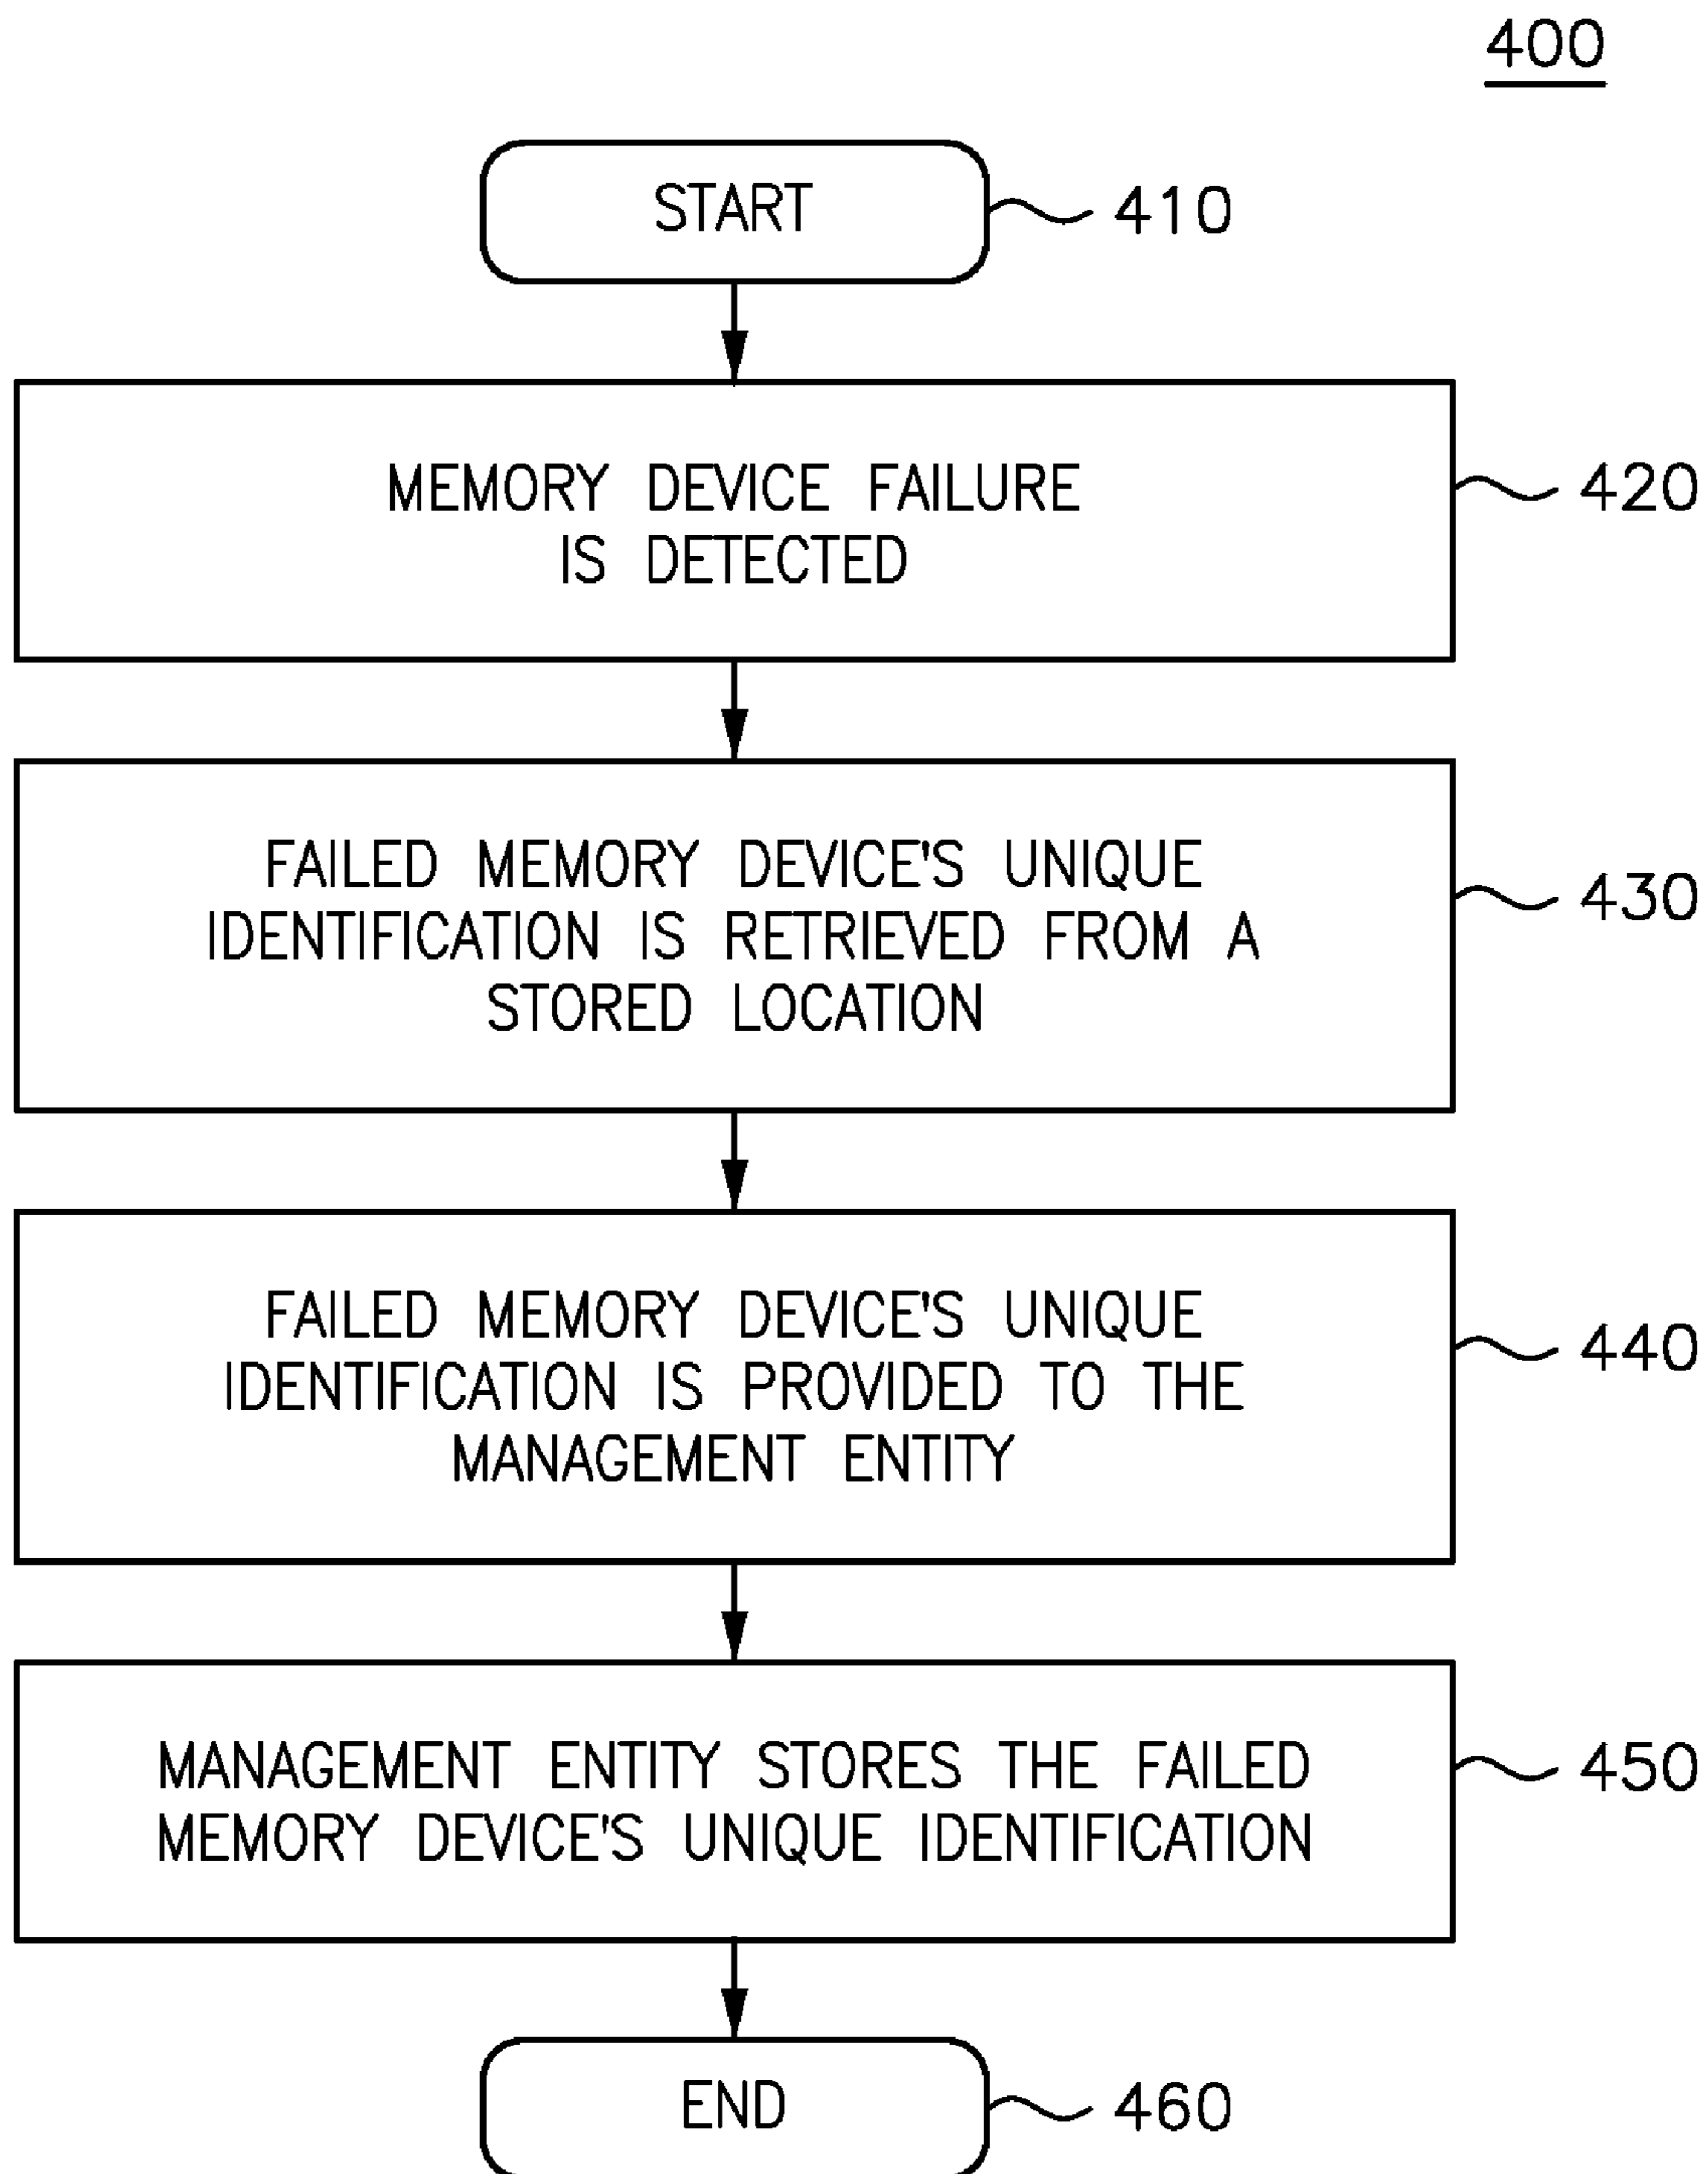 400
START
410
MEMORY DEVICE FAILURE
IS DETECTED
420
FAILED MEMORY DEVICE'S UNIQUE
IDENTIFICATION IS RETRIEVED FROM A
STORED LOCATION
430
FAILED MEMORY DEVICE'S UNIQUE
IDENTIFICATION IS PROVIDED TO THE
MANAGEMENT ENTITY
440
MANAGEMENT ENTITY STORES THE FAILED
MEMORY DEVICE'S UNIQUE IDENTIFICATION
450
END
460